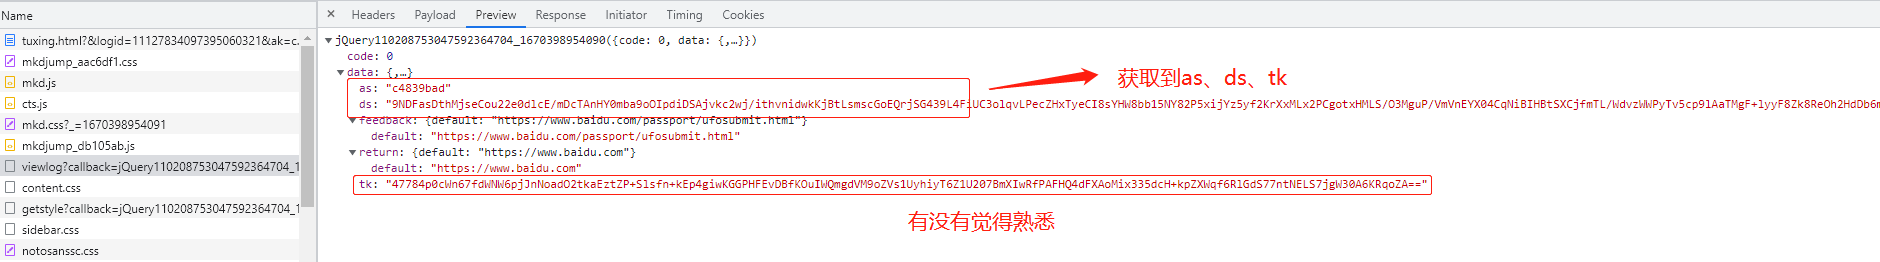 Name
tuxing.html?&logid=11127834097395060321&ak=c...
mkdjump_aac6df1.css
mkd.js
cts.js
mkd.css?_=1670398954091
mkdjump_db105ab.js
viewlog?callback=jQuery110208753047592364704_1
content.css
getstyle?callback=jQuery110208753047592364704_1
sidebar.css
notosanssc.css
× Headers Payload Preview Response Initiator Timing Cookies
jQuery110208753047592364704_1670398954090({code: 0, data: {,…}})
code: 0
data: {,…}
as: "c4839bad"
ds: "9NDFasDthMjseCou22e0dlcE/mDcTAnHY0mba9oOIpdiDSAjvkc2wj/ithvnidwkKjBtLsmscGoEQrjSG439L4FiUC3olqvLPecZHxTyeCI8sYHW8bb15NY82P5xijYz5yf2KrXxMLx2PCgotxHMLS/O3MguP/VmVnEYX04CqNiBIHBtSXCjfmTL/WdvzWWPyTv5cp9lAaTMgF+lyyF8Zk8ReOh2HdDb6m
feedback: {default: "https://www.baidu.com/passport/ufosubmit.html"}
default: "https://www.baidu.com/passport/ufosubmit.html"
return: {default: "https://www.baidu.com"}
default: "https://www.baidu.com"
tk: "47784p0cWn67fdWNW6pjJnNoadO2tkaEztZP+Slsfn+kEp4giwKGGPHFEvDBfKOuIWQmgdVM9oZVs1UyhiyT6Z1U207BmXIwRfPAFHQ4dFXAoMix335dcH+kpZXWqf6RlGdS77ntNELS7jgW30A6KRqoZA=="
获取到as、ds、tk
有没有觉得熟悉